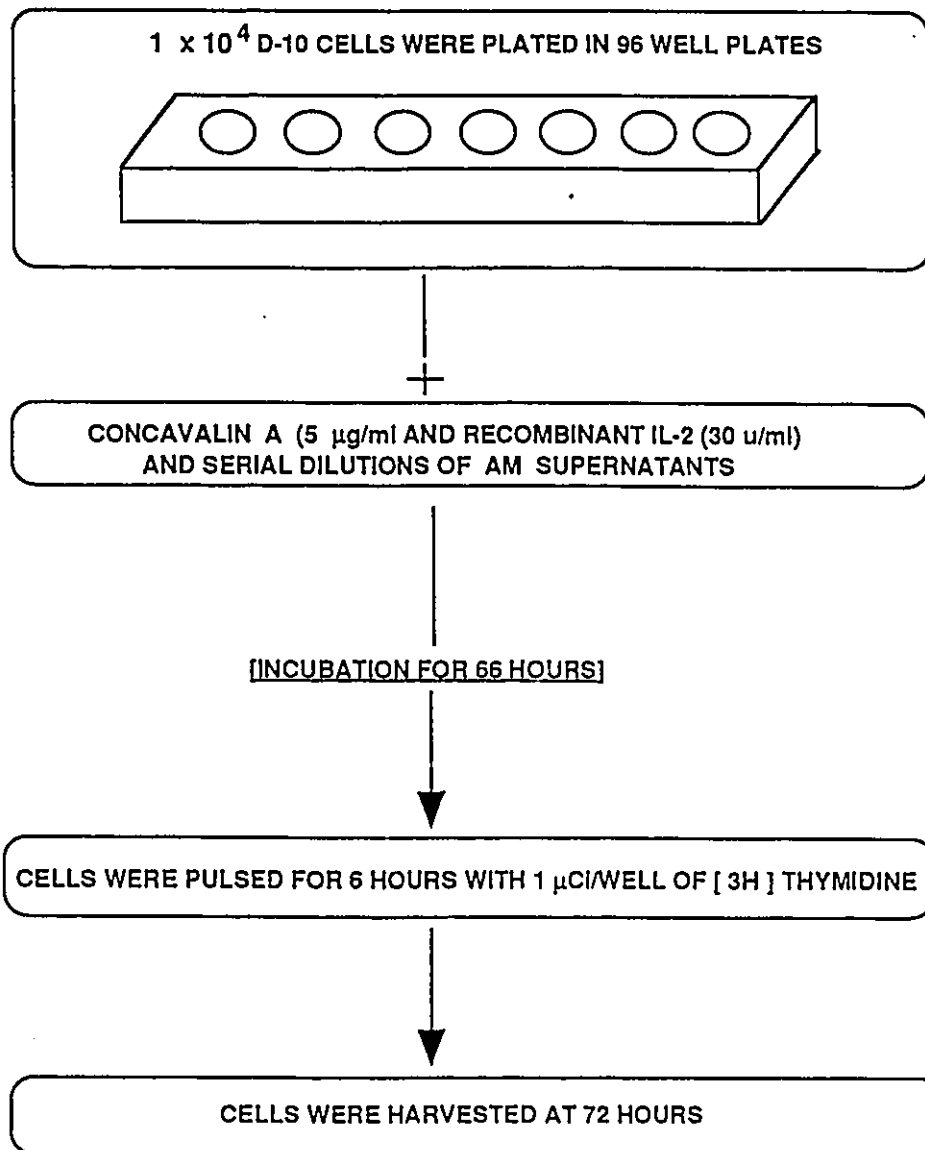 1 x 10⁴ D-10 CELLS WERE PLATED IN 96 WELL PLATES
CONCAVALIN A (5 µg/ml AND RECOMBINANT IL-2 (30 u/ml)
AND SERIAL DILUTIONS OF AM SUPERNATANTS
[INCUBATION FOR 66 HOURS]
CELLS WERE PULSED FOR 6 HOURS WITH 1 µCI/WELL OF [ 3H ] THYMIDINE
CELLS WERE HARVESTED AT 72 HOURS